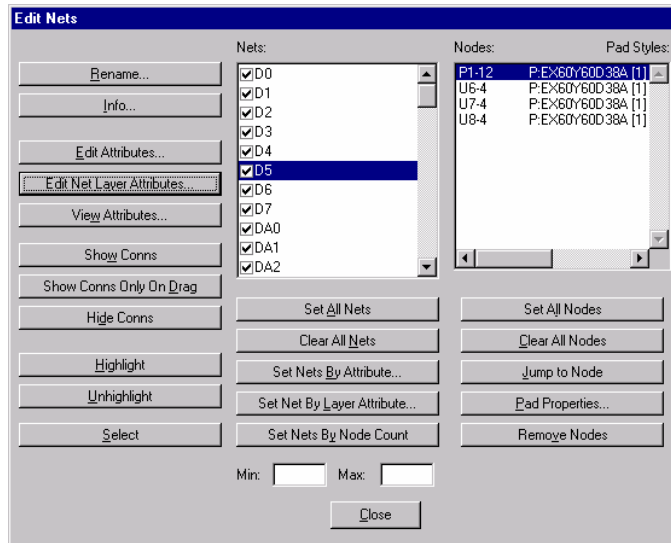 Edit Nets
Nets:
Nodes: Pad Styles:
Rename...
Info...
Edit Attributes...
Edit Net Layer Attributes...
View Attributes...
Show Conns
Show Conns Only On Drag
Hide Conns
Highlight
Unhighlight
Select
D0
D1
D2
D3
D4
D5
D6
D7
DA0
DA1
DA2
P1-12 P:EX60Y60D38A [1]
U6-4 P:EX60Y60D38A [1]
U7-4 P:EX60Y60D38A [1]
U8-4 P:EX60Y60D38A [1]
Set All Nets
Clear All Nets
Set Nets By Attribute...
Set Net By Layer Attribute...
Set Nets By Node Count
Set All Nodes
Clear All Nodes
Jump to Node
Pad Properties...
Remove Nodes
Min: Max:
Close